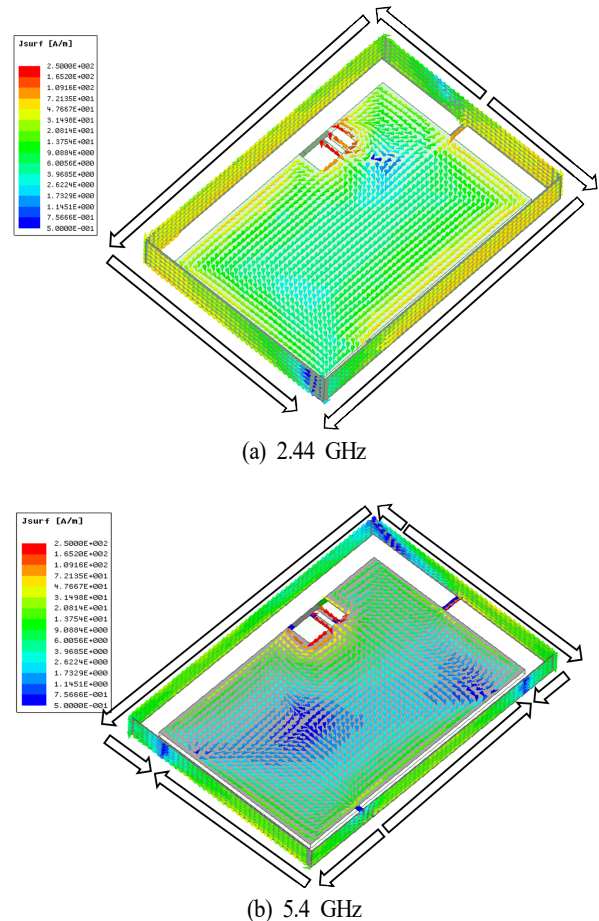 Jsurf [A/m]
2.5000E+002
1.6520E+002
1.0916E+002
7.2135E+001
4.7667E+001
3.1498E+001
2.0814E+001
1.3754E+001
9.0884E+000
6.0056E+000
3.9685E+000
2.6224E+000
1.7329E+000
1.1451E+000
7.5666E-001
5.0000E-001
(a) 2.44 GHz
Jsurf [A/m]
2.5000E+002
1.6520E+002
1.0916E+002
7.2135E+001
4.7667E+001
3.1498E+001
2.0814E+001
1.3754E+001
9.0884E+000
6.0056E+000
3.9685E+000
2.6224E+000
1.7329E+000
1.1451E+000
7.5666E-001
5.0000E-001
(b) 5.4 GHz